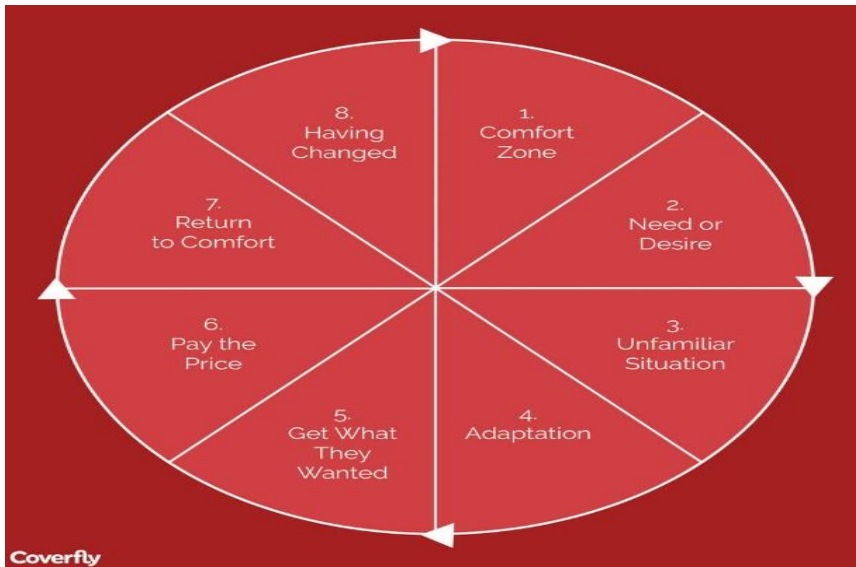 1.
Comfort
Zone
2.
Need or
Desire
3.
Unfamiliar
Situation
4.
Adaptation
5.
Get What
They
Wanted
6.
Pay the
Price
7.
Return
to Comfort
8.
Having
Changed
Coverfly